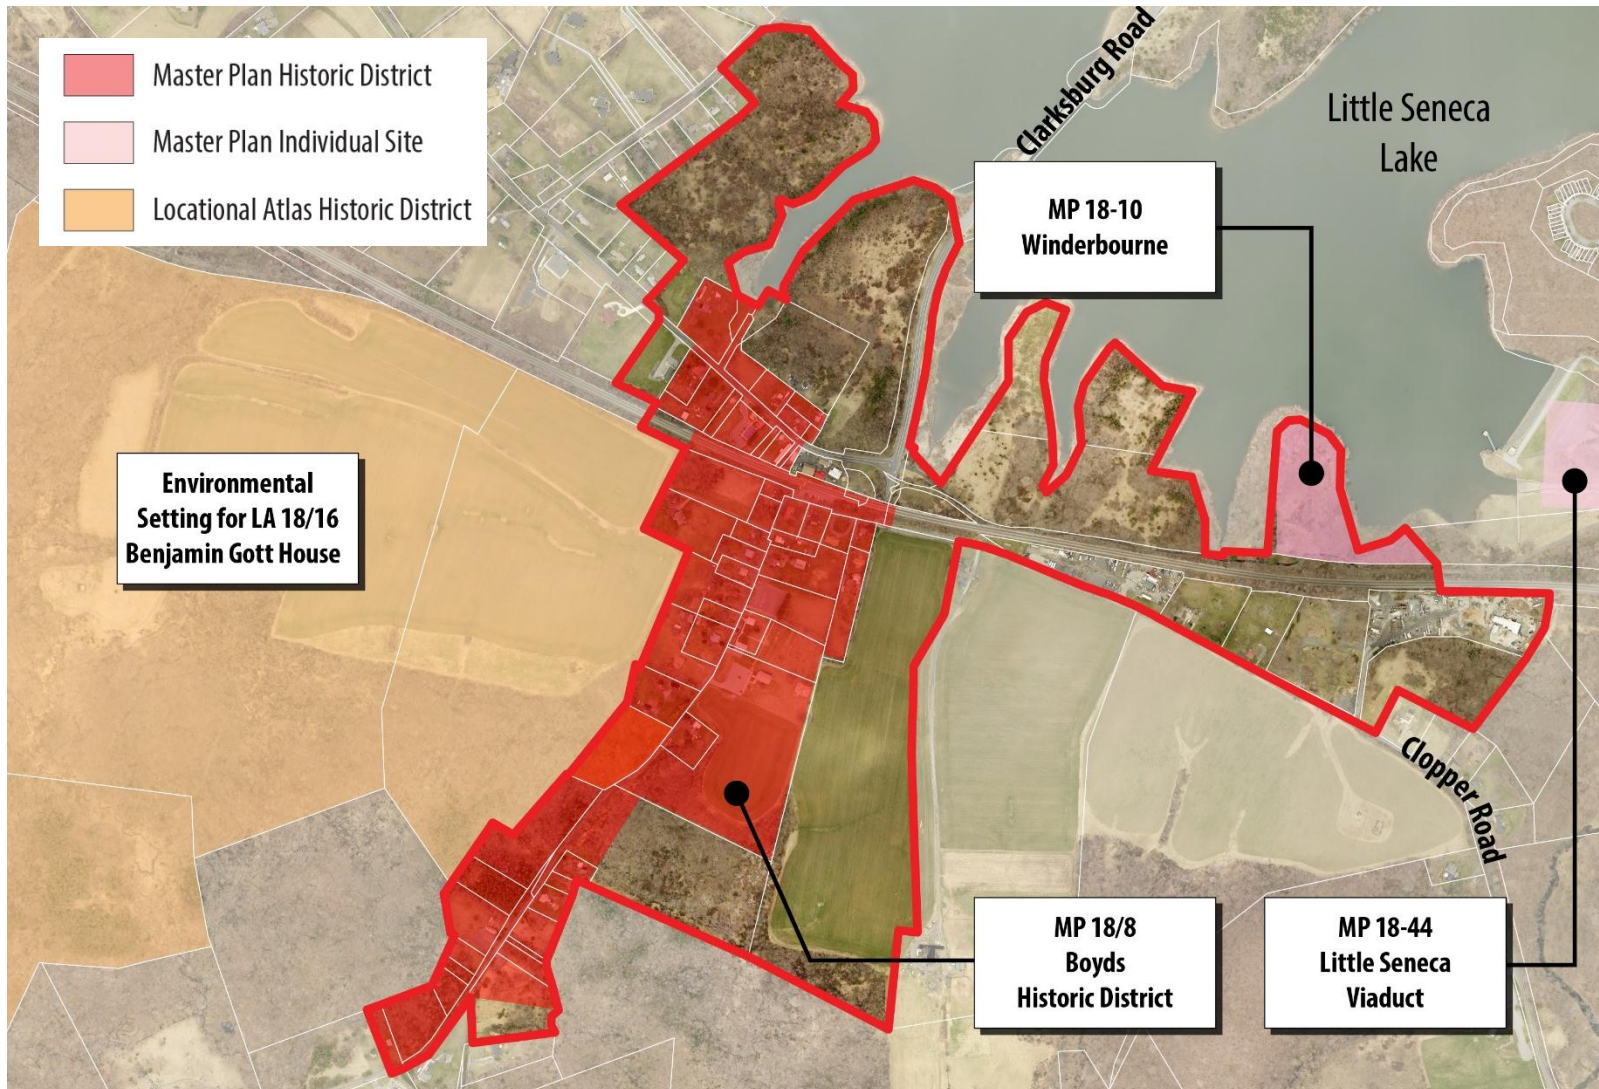 Master Plan Historic District
Master Plan Individual Site
Locational Atlas Historic District
Clarksburg Road
Little Seneca
Lake
MP 18-10
Winderbourne
Environmental
Setting for LA 18/16
Benjamin Gott House
Clopper Road
MP 18/8
Boyds
Historic District
MP 18-44
Little Seneca
Viaduct